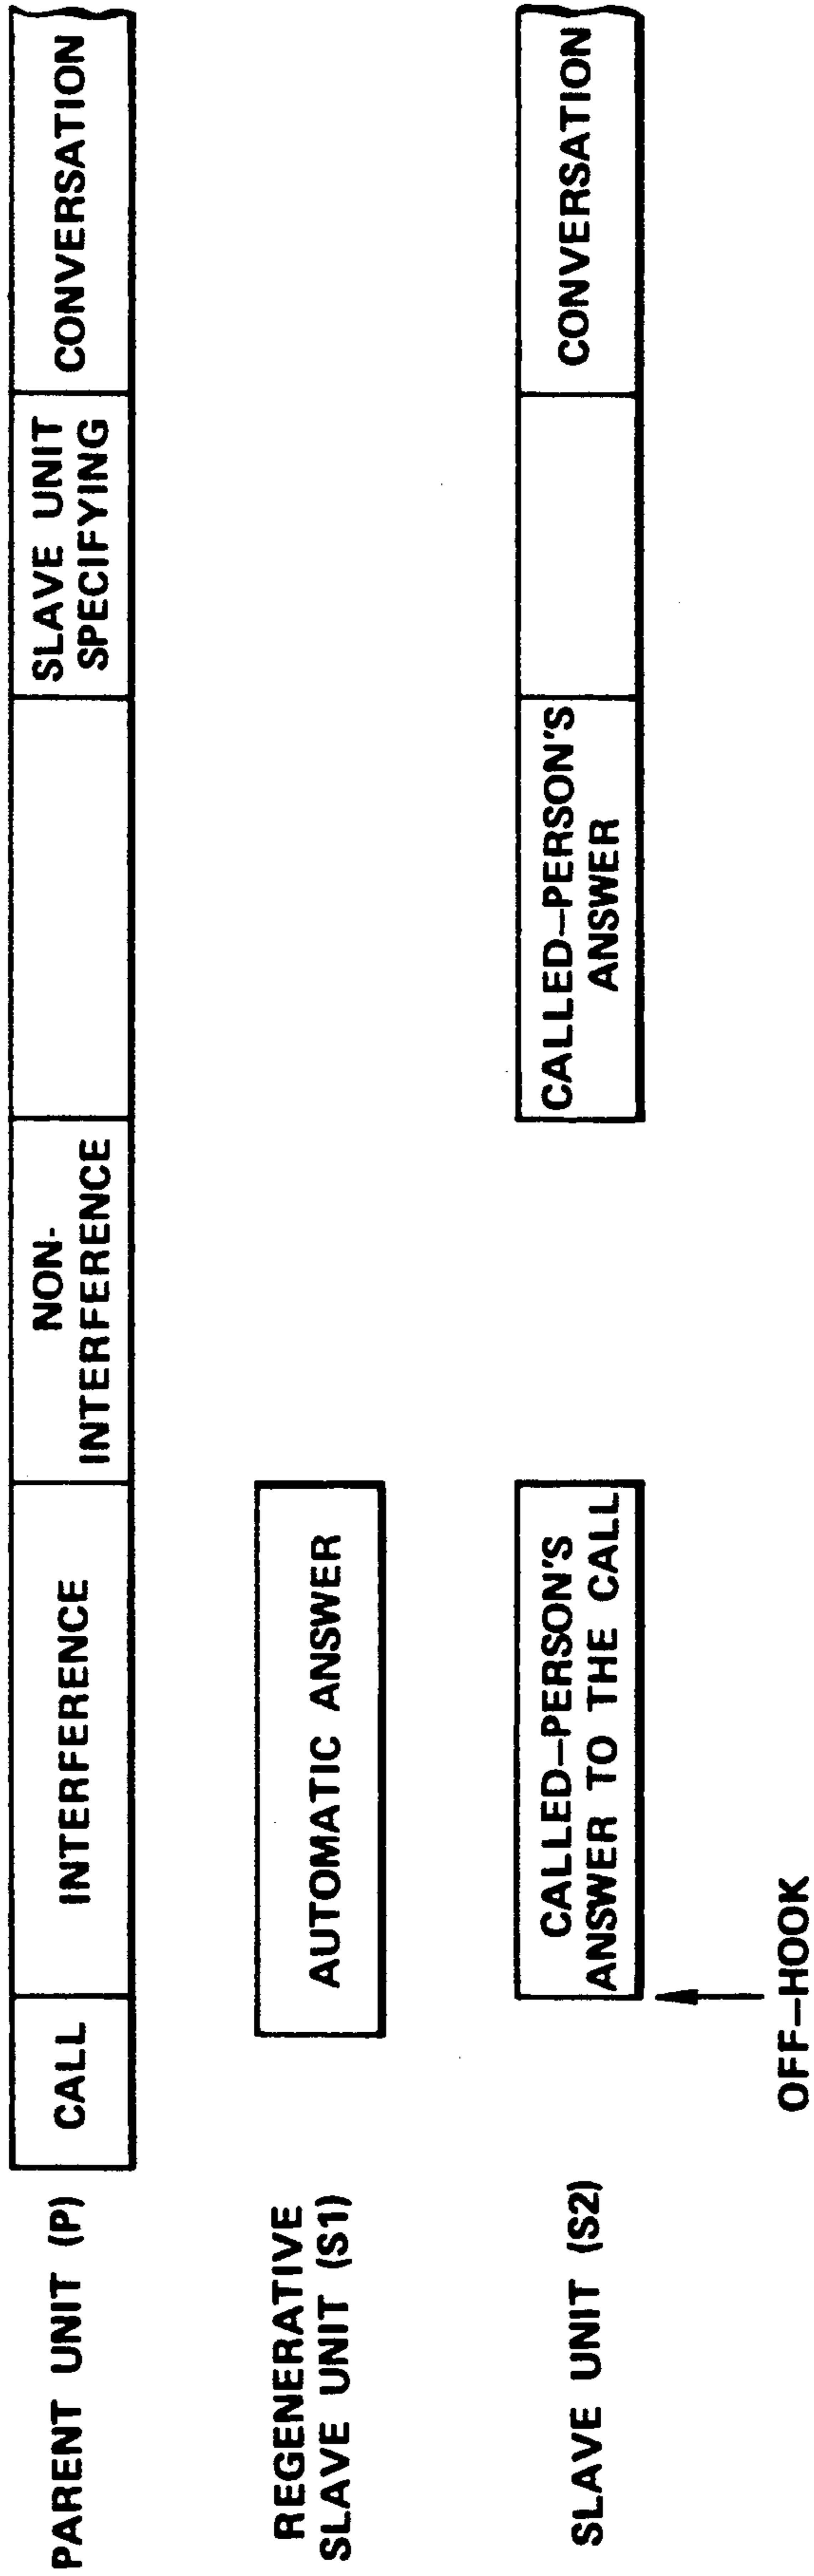 PARENT UNIT (P)
CALL
INTERFERENCE
NON-
INTERFERENCE
SLAVE UNIT
SPECIFYING
CONVERSATION
REGENERATIVE
SLAVE UNIT (S1)
AUTOMATIC ANSWER
SLAVE UNIT (S2)
CALLED-PERSON'S
ANSWER TO THE CALL
CALLED-PERSON'S
ANSWER
CONVERSATION
OFF-HOOK